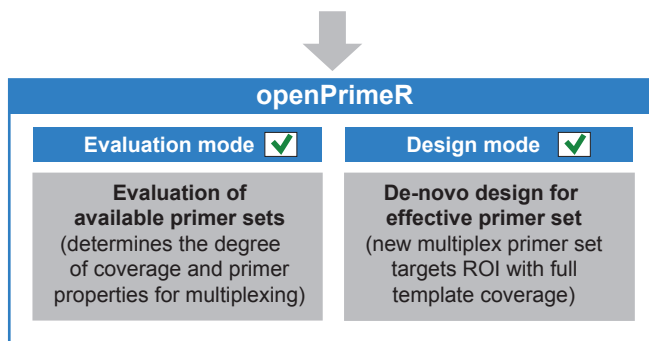 openPrimeR
Evaluation mode
Evaluation of
available primer sets
(determines the degree
of coverage and primer
properties for multiplexing)
Design mode
De-novo design for
effective primer set
(new multiplex primer set
targets ROI with full
template coverage)